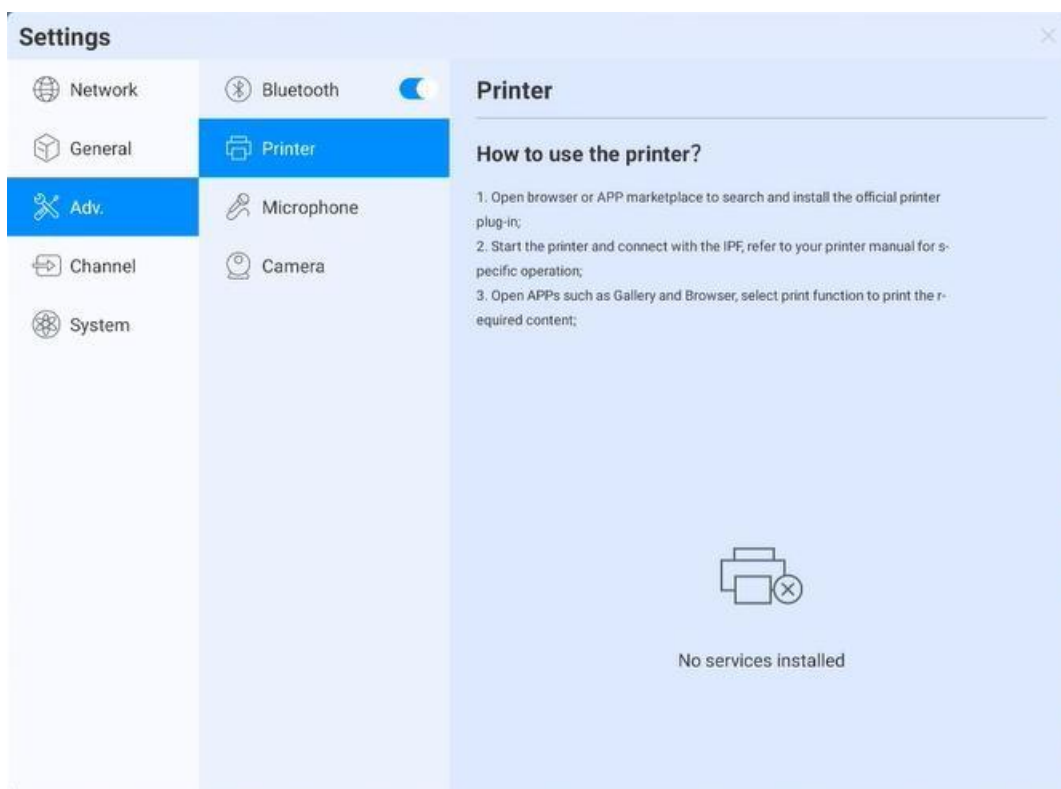 Settings
Network
General
Adv.
Channel
System
Bluetooth
Printer
Microphone
Camera
Printer
How to use the printer?
1. Open browser or APP marketplace to search and install the official printer
plug-in;
2. Start the printer and connect with the IPF, refer to your printer manual for s-
pecific operation;
3. Open APPs such as Gallery and Browser, select print function to print the r-
equired content;
No services installed